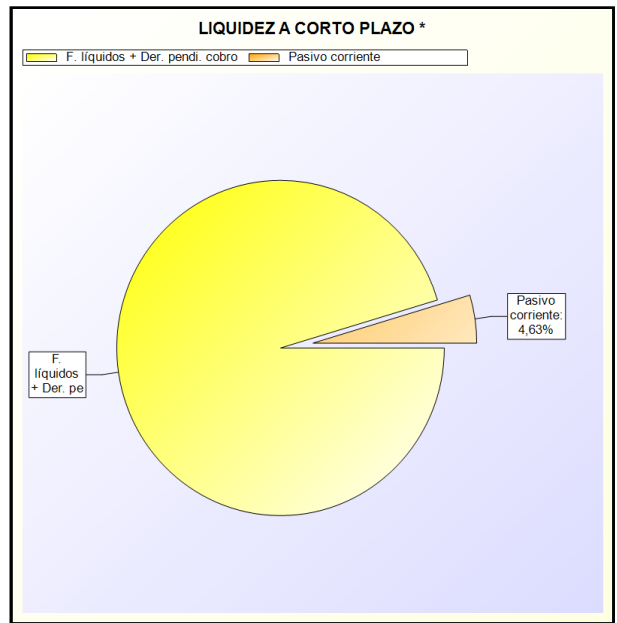 LIQUIDEZ A CORTO PLAZO *
F. líquidos + Der. pendi. cobro
Pasivo corriente
Pasivo
corriente:
4,63%
F.
líquidos
+ Der. pe